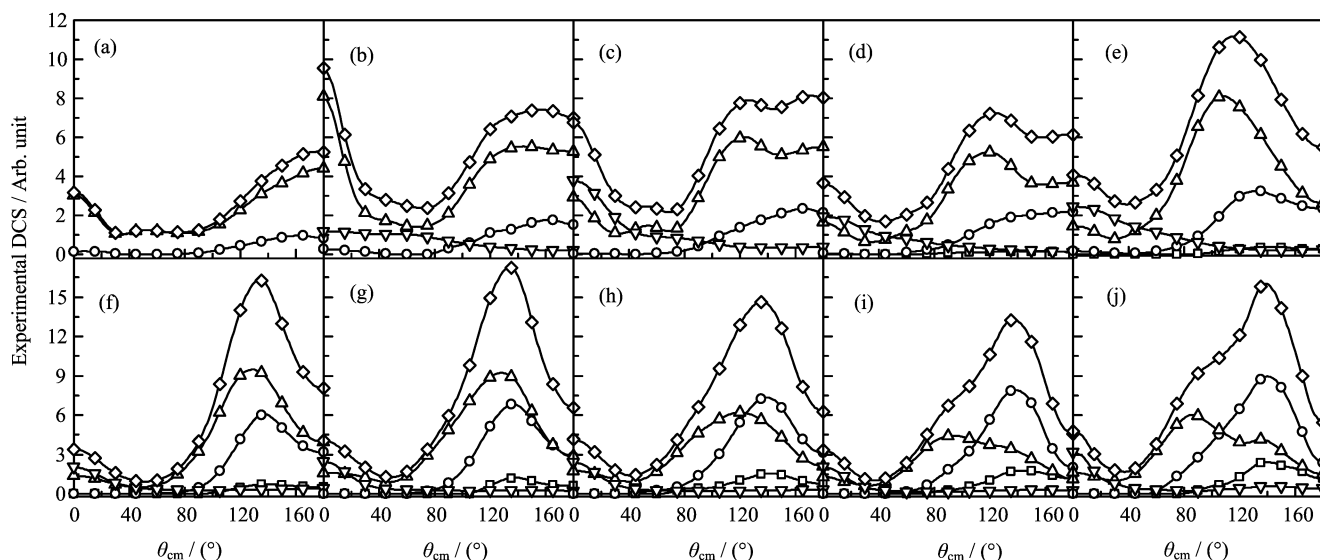 12
10
8
6
4
2
0
(a)
(b)
(c)
(d)
(e)
Experimental DCS / Arb. unit
15
12
9
6
3
0
(f)
(g)
(h)
(i)
(j)
0 40 80 120 160 0 40 80 120 160 0 40 80 120 160 0 40 80 120 160 0 40 80 120 160
θcm / (°) θcm / (°) θcm / (°) θcm / (°) θcm / (°)